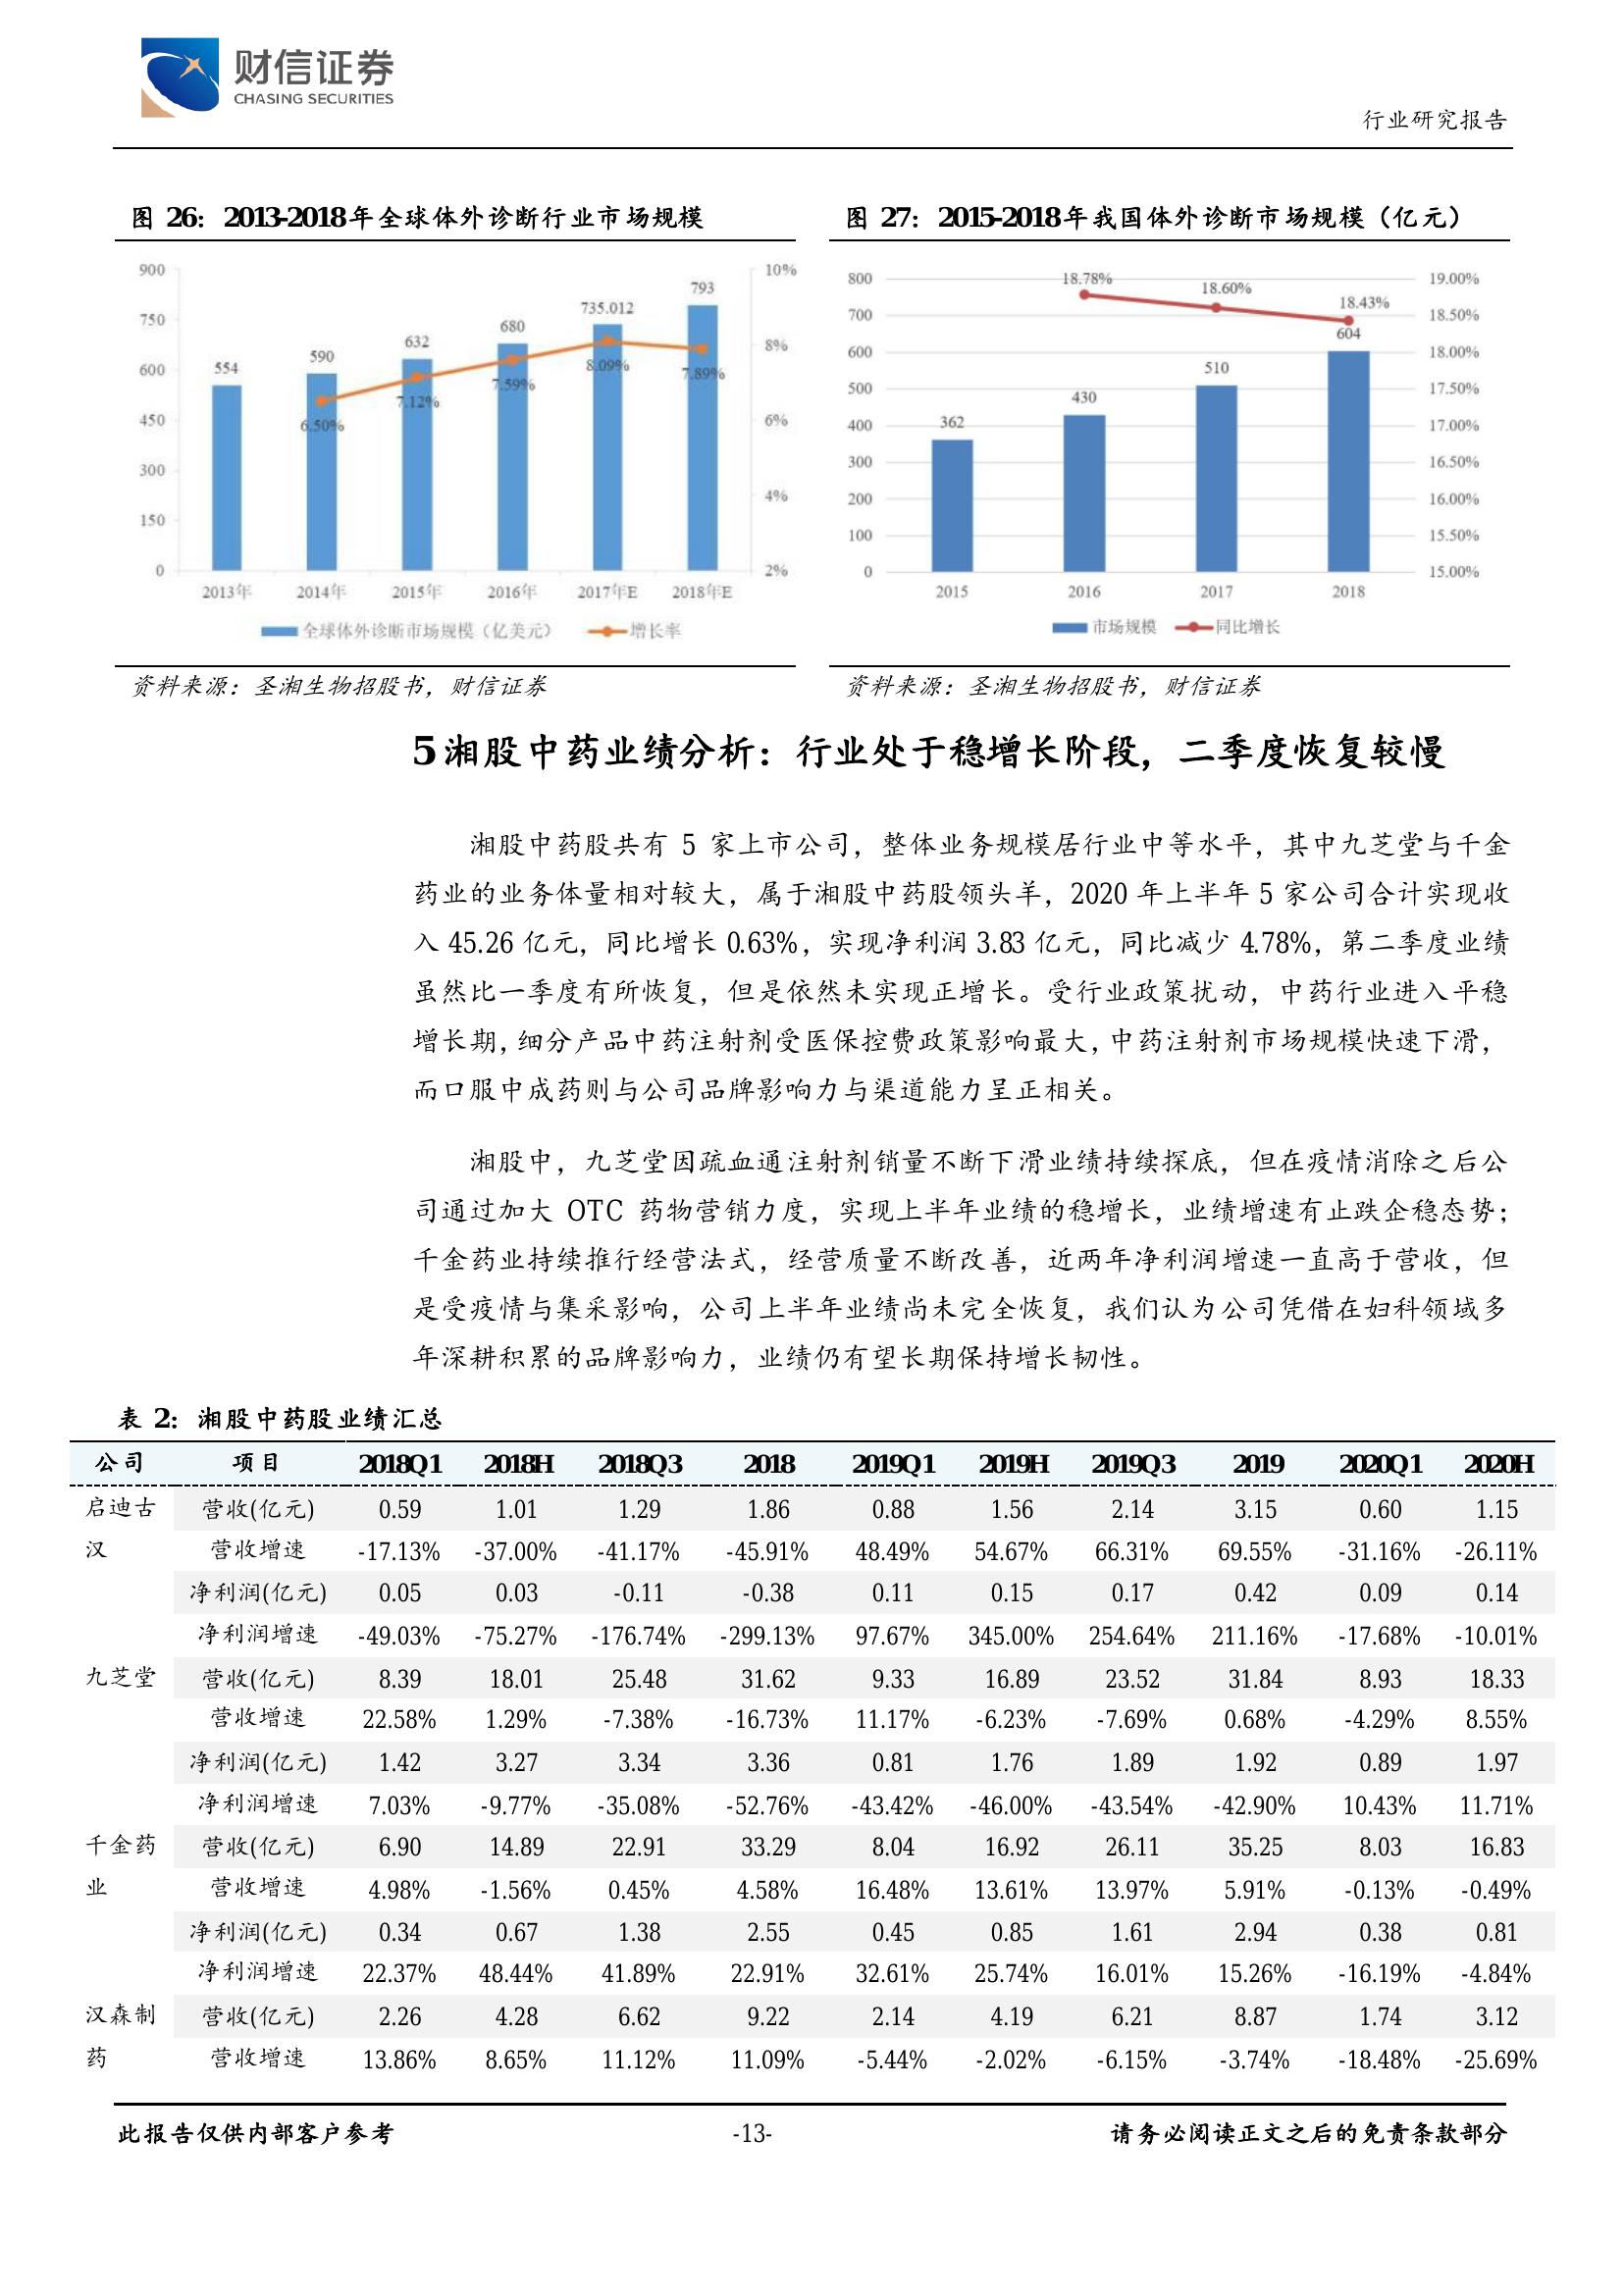 财信证券
CHASING SECURITIES
行业研究报告
图 26：2013-2018年全球体外诊断行业市场规模
900
750
600
450
300
150
0
10%
8%
6%
4%
2%
554
590
632
680
735.012
793
6.50%
7.12%
7.59%
8.09%
7.89%
2013年 2014年 2015年 2016年 2017年E 2018年E
全球体外诊断市场规模（亿美元） 增长率
资料来源：圣湘生物招股书，财信证券
图 27：2015-2018年我国体外诊断市场规模（亿元）
800
700
600
500
400
300
200
100
0
19.00%
18.50%
18.00%
17.50%
17.00%
16.50%
16.00%
15.50%
15.00%
18.78%
18.60%
18.43%
362
430
510
604
2015 2016 2017 2018
市场规模 同比增长
资料来源：圣湘生物招股书，财信证券
5湘股中药业绩分析：行业处于稳增长阶段，二季度恢复较慢
湘股中药股共有 5 家上市公司，整体业务规模居行业中等水平，其中九芝堂与千金
药业的业务体量相对较大，属于湘股中药股领头羊，2020 年上半年 5 家公司合计实现收
入 45.26 亿元，同比增长 0.63%，实现净利润 3.83 亿元，同比减少 4.78%，第二季度业绩
虽然比一季度有所恢复，但是依然未实现正增长。受行业政策扰动，中药行业进入平稳
增长期，细分产品中药注射剂受医保控费政策影响最大，中药注射剂市场规模快速下滑，
而口服中成药则与公司品牌影响力与渠道能力呈正相关。
湘股中，九芝堂因疏血通注射剂销量不断下滑业绩持续探底，但在疫情消除之后公
司通过加大 OTC 药物营销力度，实现上半年业绩的稳增长，业绩增速有止跌企稳态势；
千金药业持续推行经营法式，经营质量不断改善，近两年净利润增速一直高于营收，但
是受疫情与集采影响，公司上半年业绩尚未完全恢复，我们认为公司凭借在妇科领域多
年深耕积累的品牌影响力，业绩仍有望长期保持增长韧性。
表 2：湘股中药股业绩汇总
公司 项目 2018Q1 2018H 2018Q3 2018 2019Q1 2019H 2019Q3 2019 2020Q1 2020H
启迪古 营收(亿元) 0.59 1.01 1.29 1.86 0.88 1.56 2.14 3.15 0.60 1.15
汉 营收增速 -17.13% -37.00% -41.17% -45.91% 48.49% 54.67% 66.31% 69.55% -31.16% -26.11%
净利润(亿元) 0.05 0.03 -0.11 -0.38 0.11 0.15 0.17 0.42 0.09 0.14
净利润增速 -49.03% -75.27% -176.74% -299.13% 97.67% 345.00% 254.64% 211.16% -17.68% -10.01%
九芝堂 营收(亿元) 8.39 18.01 25.48 31.62 9.33 16.89 23.52 31.84 8.93 18.33
营收增速 22.58% 1.29% -7.38% -16.73% 11.17% -6.23% -7.69% 0.68% -4.29% 8.55%
净利润(亿元) 1.42 3.27 3.34 3.36 0.81 1.76 1.89 1.92 0.89 1.97
净利润增速 7.03% -9.77% -35.08% -52.76% -43.42% -46.00% -43.54% -42.90% 10.43% 11.71%
千金药 营收(亿元) 6.90 14.89 22.91 33.29 8.04 16.92 26.11 35.25 8.03 16.83
业 营收增速 4.98% -1.56% 0.45% 4.58% 16.48% 13.61% 13.97% 5.91% -0.13% -0.49%
净利润(亿元) 0.34 0.67 1.38 2.55 0.45 0.85 1.61 2.94 0.38 0.81
净利润增速 22.37% 48.44% 41.89% 22.91% 32.61% 25.74% 16.01% 15.26% -16.19% -4.84%
汉森制 营收(亿元) 2.26 4.28 6.62 9.22 2.14 4.19 6.21 8.87 1.74 3.12
药 营收增速 13.86% 8.65% 11.12% 11.09% -5.44% -2.02% -6.15% -3.74% -18.48% -25.69%
此报告仅供内部客户参考 -13- 请务必阅读正文之后的免责条款部分